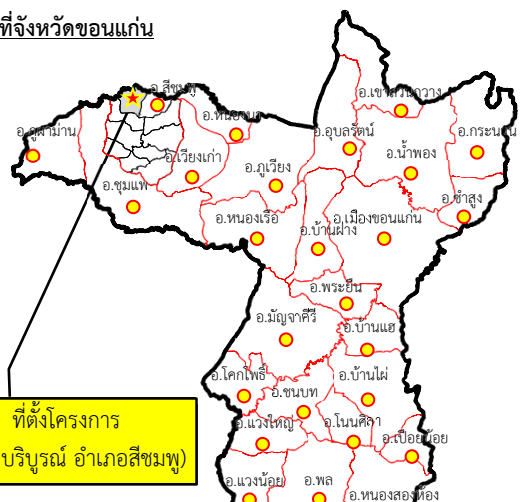 ที่จังหวัดขอนแก่น
อ.สีชมพู
อ.เขาสวนกวาง
อ.อุบลรัตน์
อ.กระนวน
อ.ภูผาม่าน
อ.เวียงเก่า
อ.ภูเวียง
อ.น้ำพอง
อ.ชุมแพ
อ.ซำสูง
อ.หนองเรือ
อ.บ้านฝาง
อ.เมืองขอนแก่น
อ.พระยืน
อ.มัญจาคีรี
อ.บ้านแฮ
อ.โคกโพธิ์
อ.ชนบท
อ.บ้านไผ่
อ.แวงใหญ่
อ.โนนศิลา
อ.เปือยน้อย
อ.แวงน้อย
อ.พล
อ.หนองสองห้อง
ที่ตั้งโครงการ
บริบูรณ์ อำเภอสีชมพู)